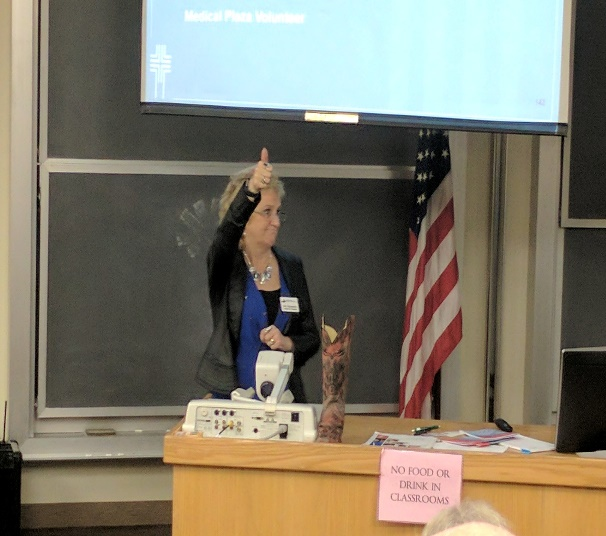 Medical Plaza Volunteer
NO FOOD OR
DRINK IN
CLASSROOMS